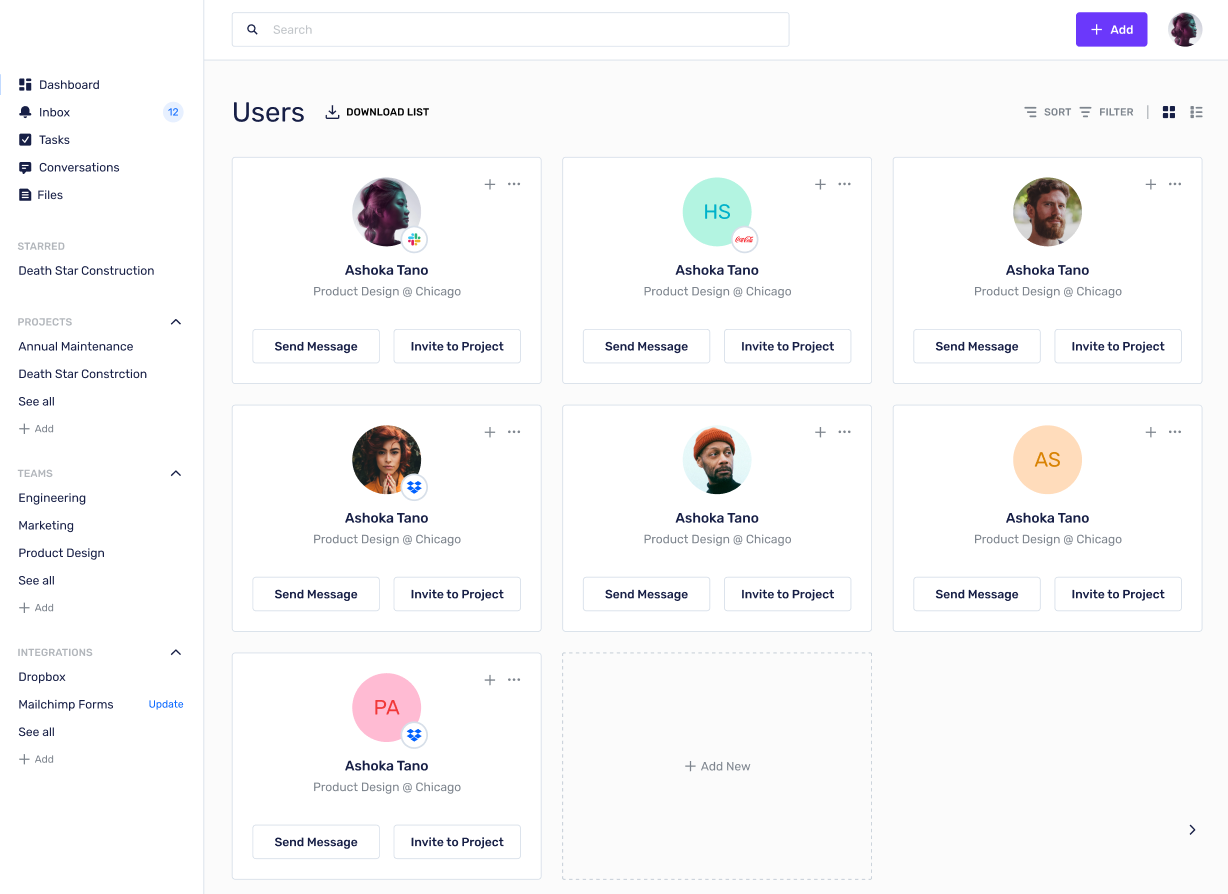 Search
Add
Dashboard
Inbox 12
Tasks
Conversations
Files
STARRED
Death Star Construction
PROJECTS
Annual Maintenance
Death Star Constrction
See all
Add
TEAMS
Engineering
Marketing
Product Design
See all
Add
INTEGRATIONS
Dropbox
Mailchimp Forms Update
See all
Add
Users DOWNLOAD LIST SORT FILTER
Ashoka Tano
Product Design @ Chicago
Send Message Invite to Project
HS
Coca-Cola
Ashoka Tano
Product Design @ Chicago
Send Message Invite to Project
Ashoka Tano
Product Design @ Chicago
Send Message Invite to Project
Ashoka Tano
Product Design @ Chicago
Send Message Invite to Project
Ashoka Tano
Product Design @ Chicago
Send Message Invite to Project
AS
Ashoka Tano
Product Design @ Chicago
Send Message Invite to Project
PA
Ashoka Tano
Product Design @ Chicago
Send Message Invite to Project
Add New